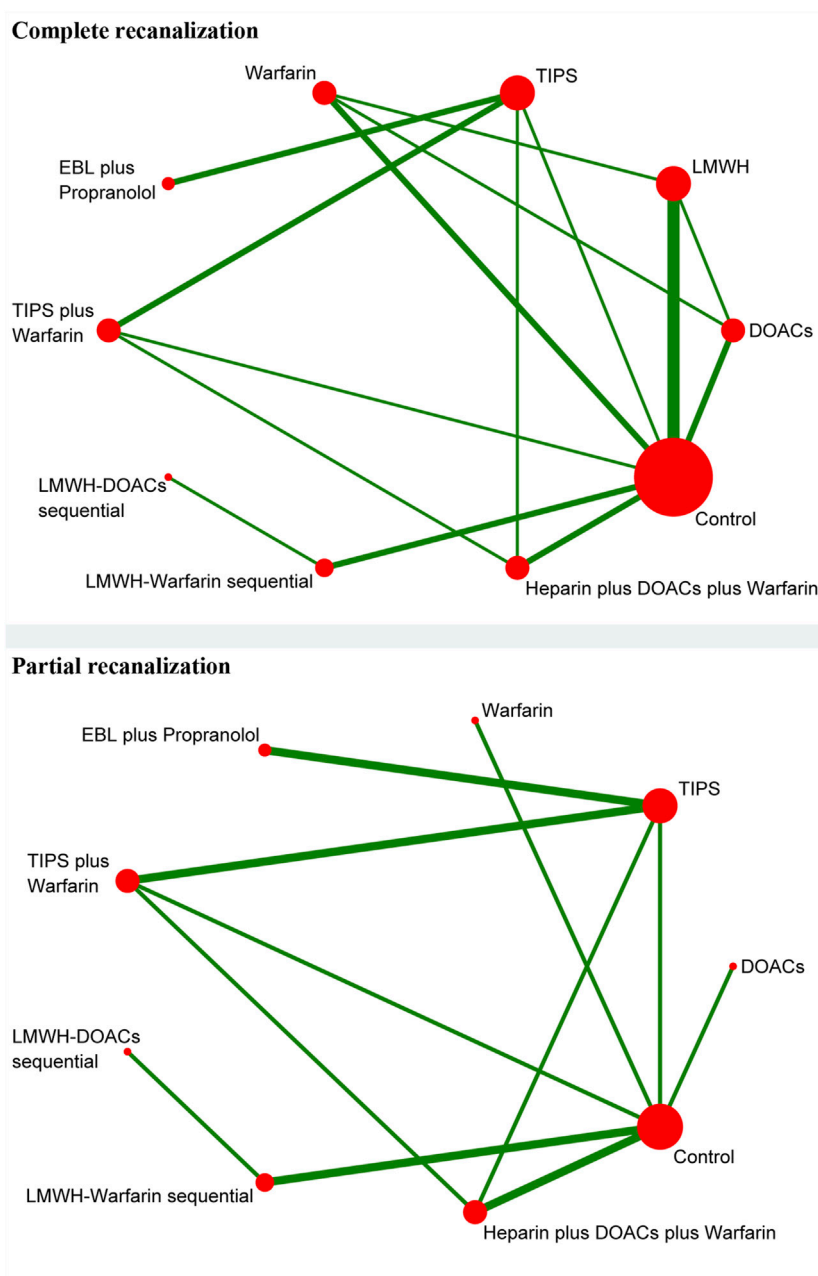 Complete recanalization
Warfarin
TIPS
EBL plus
Propranolol
LMWH
TIPS plus
Warfarin
DOACs
LMWH-DOACs
sequential
Control
LMWH-Warfarin sequential
Heparin plus DOACs plus Warfarin
Partial recanalization
Warfarin
EBL plus Propranolol
TIPS
TIPS plus
Warfarin
DOACs
LMWH-DOACs
sequential
Control
LMWH-Warfarin sequential
Heparin plus DOACs plus Warfarin